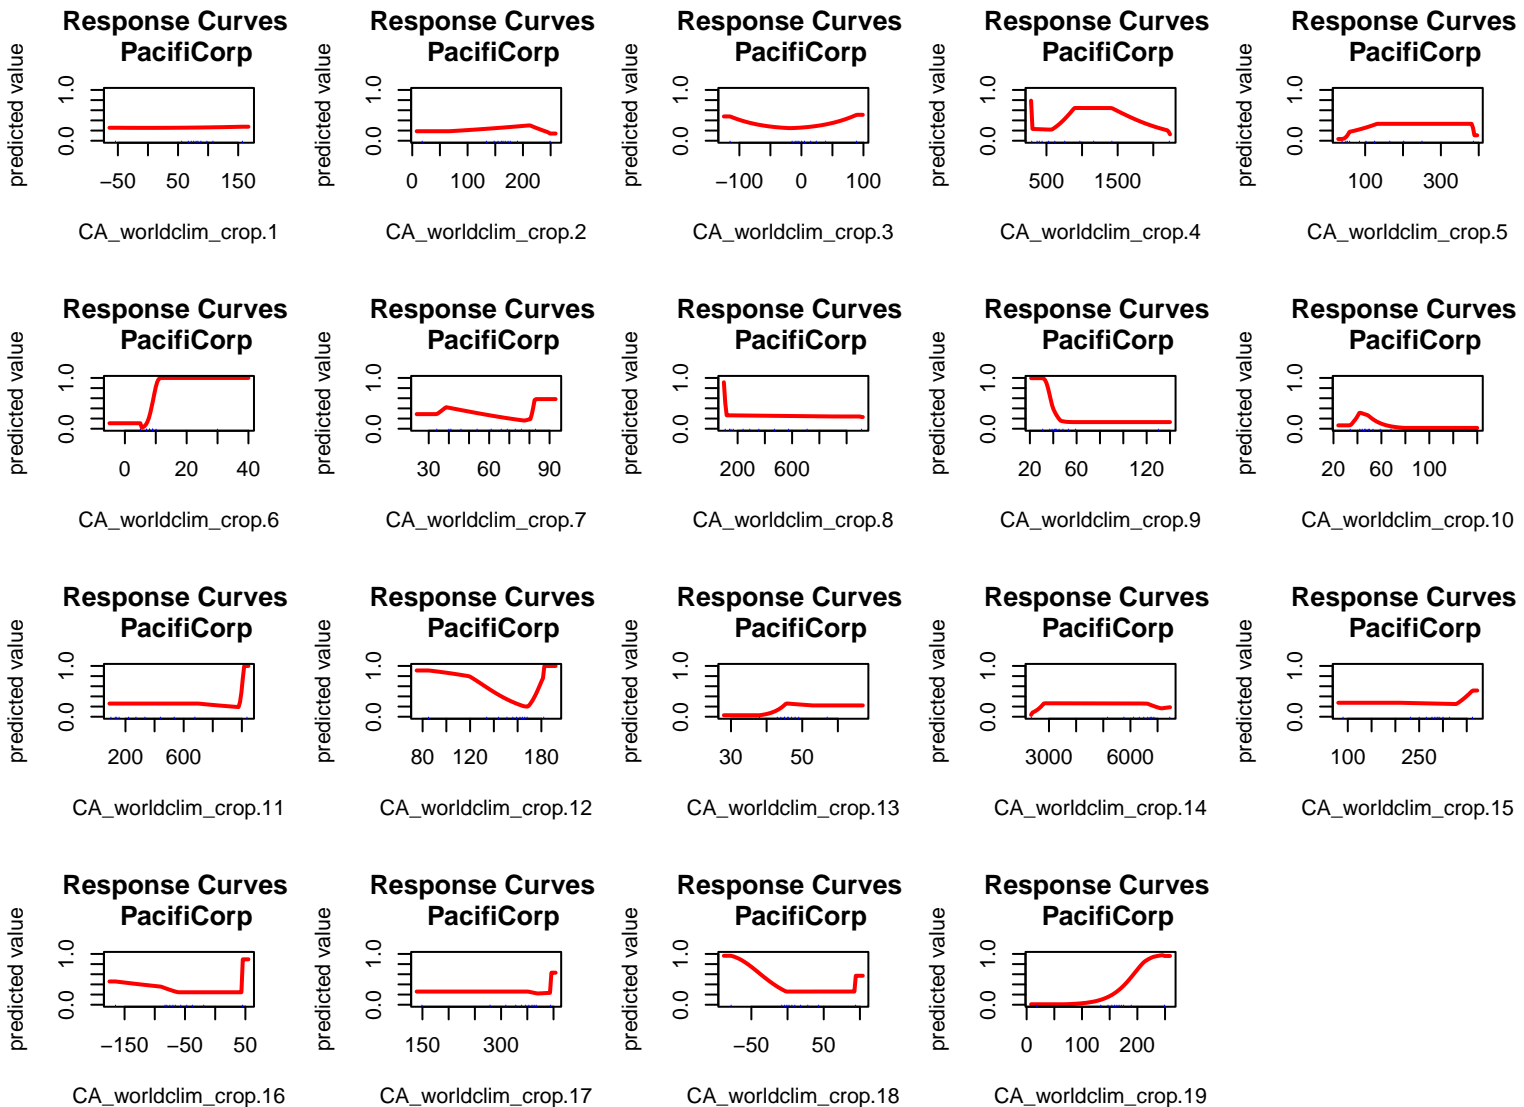 Response Curves
PacifiCorp
predicted value
0.0 1.0
−50 50 150
CA_worldclim_crop.1
Response Curves
PacifiCorp
predicted value
0.0 1.0
0 100 200
CA_worldclim_crop.2
Response Curves
PacifiCorp
predicted value
0.0 1.0
−100 0 100
CA_worldclim_crop.3
Response Curves
PacifiCorp
predicted value
0.0 1.0
500 1500
CA_worldclim_crop.4
Response Curves
PacifiCorp
predicted value
0.0 1.0
100 300
CA_worldclim_crop.5
Response Curves
PacifiCorp
predicted value
0.0 1.0
0 20 40
CA_worldclim_crop.6
Response Curves
PacifiCorp
predicted value
0.0 1.0
30 60 90
CA_worldclim_crop.7
Response Curves
PacifiCorp
predicted value
0.0 1.0
200 600
CA_worldclim_crop.8
Response Curves
PacifiCorp
predicted value
0.0 1.0
20 60 120
CA_worldclim_crop.9
Response Curves
PacifiCorp
predicted value
0.0 1.0
20 60 100
CA_worldclim_crop.10
Response Curves
PacifiCorp
predicted value
0.0 1.0
200 600
CA_worldclim_crop.11
Response Curves
PacifiCorp
predicted value
0.0 1.0
80 120 180
CA_worldclim_crop.12
Response Curves
PacifiCorp
predicted value
0.0 1.0
30 50
CA_worldclim_crop.13
Response Curves
PacifiCorp
predicted value
0.0 1.0
3000 6000
CA_worldclim_crop.14
Response Curves
PacifiCorp
predicted value
0.0 1.0
100 250
CA_worldclim_crop.15
Response Curves
PacifiCorp
predicted value
0.0 1.0
−150 −50 50
CA_worldclim_crop.16
Response Curves
PacifiCorp
predicted value
0.0 1.0
150 300
CA_worldclim_crop.17
Response Curves
PacifiCorp
predicted value
0.0 1.0
−50 50
CA_worldclim_crop.18
Response Curves
PacifiCorp
predicted value
0.0 1.0
0 100 200
CA_worldclim_crop.19